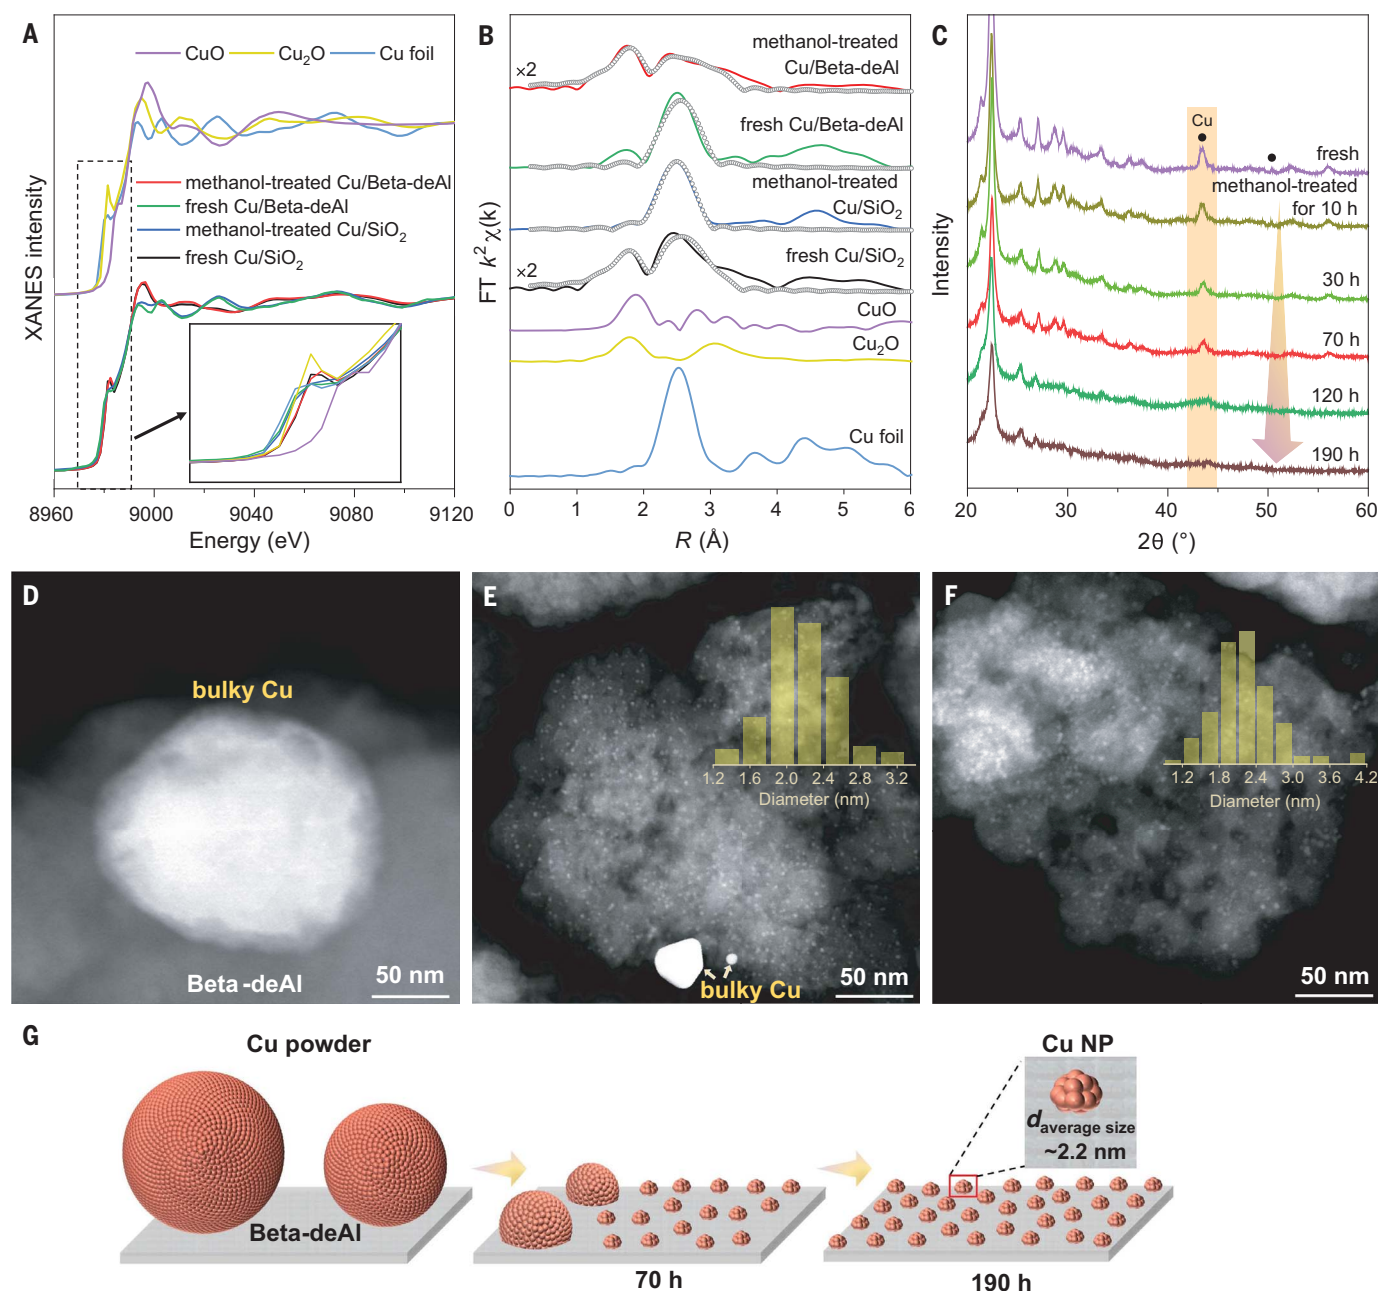 A
CuO
Cu₂O
Cu foil
methanol-treated Cu/Beta-deAl
fresh Cu/Beta-deAl
methanol-treated Cu/SiO₂
fresh Cu/SiO₂
XANES intensity
8960
9000
9040
9080
9120
Energy (eV)
B
methanol-treated
Cu/Beta-deAl
×2
fresh Cu/Beta-deAl
methanol-treated
Cu/SiO₂
fresh Cu/SiO₂
×2
CuO
Cu₂O
Cu foil
FT k² χ(k)
0
1
2
3
4
5
6
R (Å)
C
Cu
fresh
methanol-treated
for 10 h
30 h
70 h
120 h
190 h
Intensity
20
30
40
50
60
2θ (°)
D
bulky Cu
Beta-deAl
50 nm
E
1.2 1.6 2.0 2.4 2.8 3.2
Diameter (nm)
bulky Cu
50 nm
F
1.2 1.8 2.4 3.0 3.6 4.2
Diameter (nm)
50 nm
G
Cu powder
Beta-deAl
70 h
Cu NP
d average size
~2.2 nm
190 h